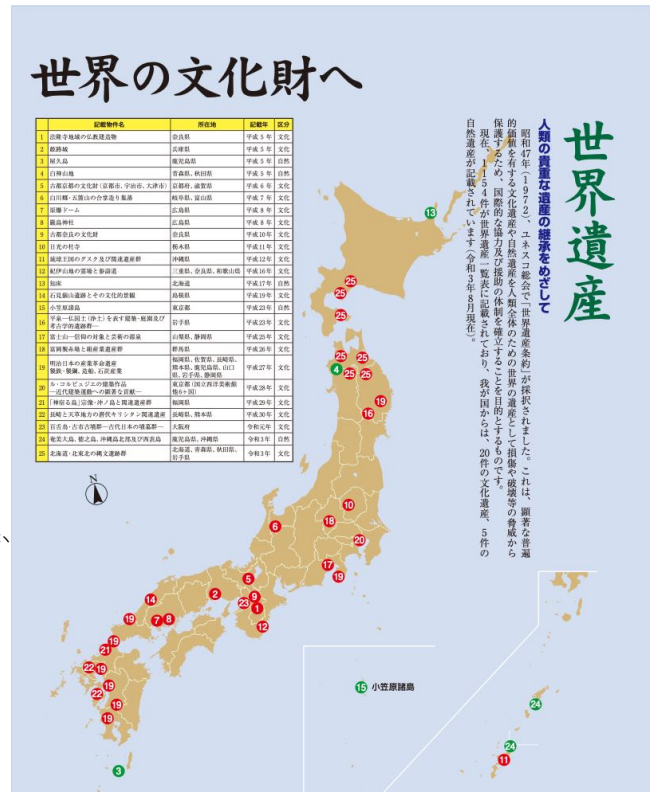 世界の文化財へ
世界遺産
人類の貴重な遺産の継承をめざして
昭和47年(1972)、ユネスコ総会で「世界遺産条約」が採択されました。これは、顕著な普遍
的価値を有する文化遺産や自然遺産を人類全体のための世界の遺産として損傷や破壊等の脅威から
保護するため、国際的な協力及び援助の体制を確立することを目的とするものです。
現在、1154件が世界遺産一覧表に記載されており、我が国からは、20件の文化遺産、5件の
自然遺産が記載されています(令和3年8月現在)。
記載物件名 所在地 記載年 区分
1 法隆寺地域の仏教建造物 奈良県 平成5年 文化
2 姫路城 兵庫県 平成5年 文化
3 屋久島 鹿児島県 平成5年 自然
4 白神山地 青森県、秋田県 平成5年 自然
5 古都京都の文化財(京都市、宇治市、大津市) 京都府、滋賀県 平成6年 文化
6 白川郷・五箇山の合掌造り集落 岐阜県、富山県 平成7年 文化
7 原爆ドーム 広島県 平成8年 文化
8 厳島神社 広島県 平成8年 文化
9 古都奈良の文化財 奈良県 平成10年 文化
10 日光の社寺 栃木県 平成11年 文化
11 琉球王国のグスク及び関連遺産群 沖縄県 平成12年 文化
12 紀伊山地の霊場と参詣道 三重県、奈良県、和歌山県 平成16年 文化
13 知床 北海道 平成17年 自然
14 石見銀山遺跡とその文化的景観 島根県 平成19年 文化
15 小笠原諸島 東京都 平成23年 自然
16 平泉―仏国土(浄土)を表す建築・庭園及び
考古学的遺跡群― 岩手県 平成23年 文化
17 富士山―信仰の対象と芸術の源泉 山梨県、静岡県 平成25年 文化
18 富岡製糸場と絹産業遺産群 群馬県 平成26年 文化
19 明治日本の産業革命遺産
製鉄・製鋼、造船、石炭産業 福岡県、佐賀県、長崎県、
熊本県、鹿児島県、山口
県、岩手県、静岡県 平成27年 文化
20 ル・コルビュジエの建築作品
―近代建築運動への顕著な貢献― 東京都(国立西洋美術館
他6ヶ国) 平成28年 文化
21 「神宿る島」宗像・沖ノ島と関連遺産群 福岡県 平成29年 文化
22 長崎と天草地方の潜伏キリシタン関連遺産 長崎県、熊本県 平成30年 文化
23 百舌鳥・古市古墳群―古代日本の墳墓群― 大阪府 令和元年 文化
24 奄美大島、徳之島、沖縄島北部及び西表島 鹿児島県、沖縄県 令和3年 自然
25 北海道・北東北の縄文遺跡群 北海道、青森県、秋田県、
岩手県 令和3年 文化
N
13
25
25
25
25 25
4 25 25
19
16
10
6 18
20
17
19
5
2 9
23 1
14
19 7 8
12
19
21
22 19
19
22
19
19
15 小笠原諸島
24
24
11
3
、